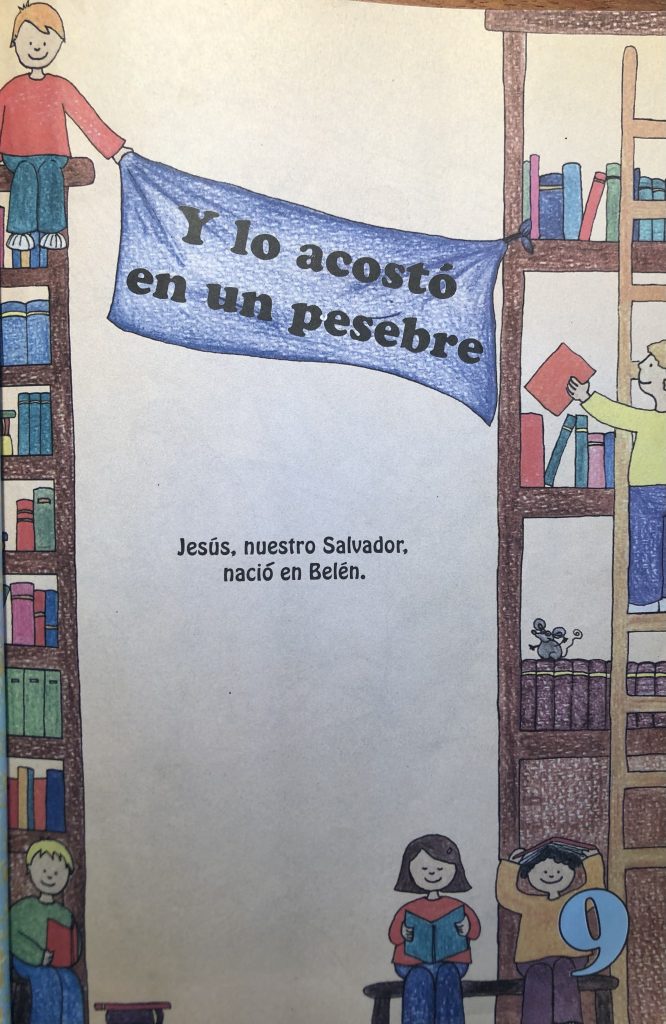 Y lo acostó
en un pesebre
Jesús, nuestro Salvador,
nació en Belén.
9